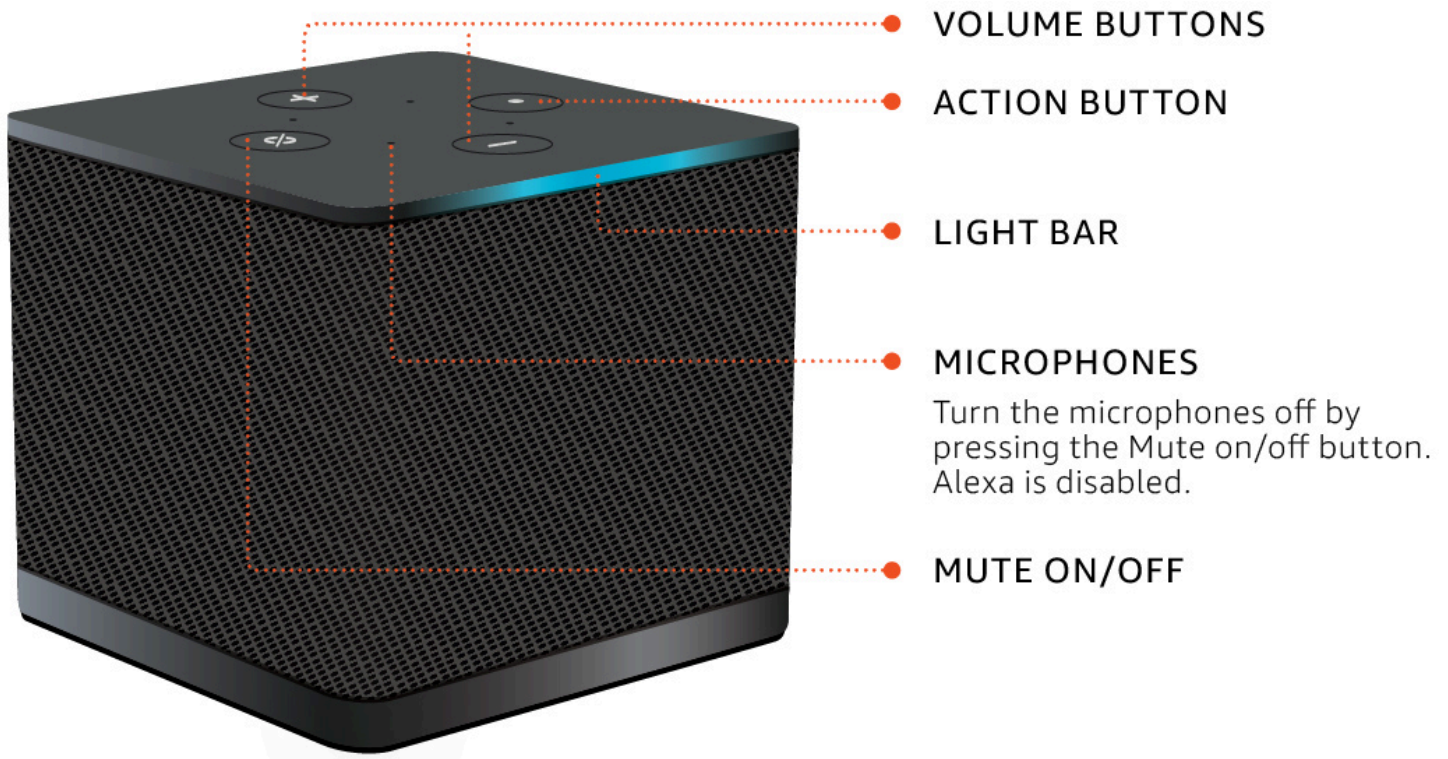 VOLUME BUTTONS
ACTION BUTTON
LIGHT BAR
MICROPHONES
Turn the microphones off by
pressing the Mute on/off button.
Alexa is disabled.
MUTE ON/OFF